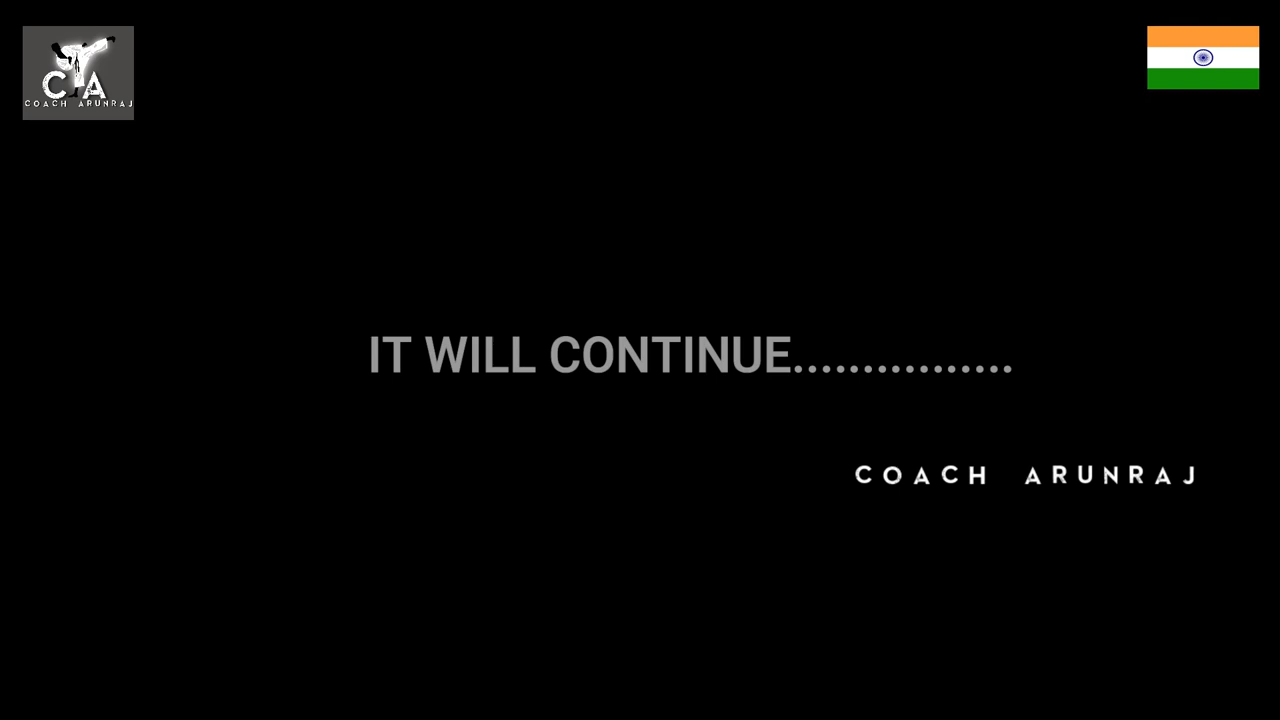 CA
COACH ARUNRAJ
IT WILL CONTINUE................
COACH ARUNRAJ